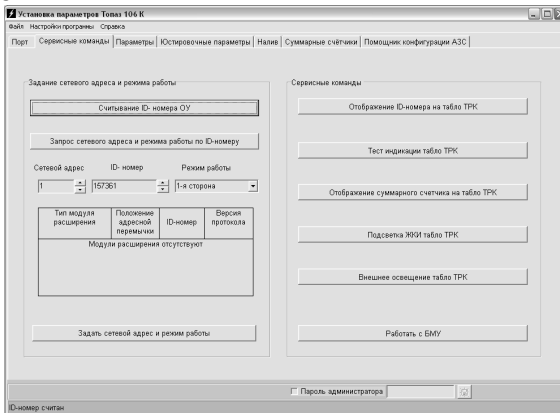 Установка параметров Топаз 106 К
Файл Настройки программы Справка
Порт Сервисные команды Параметры Юстировочные параметры Налив Суммарные счётчики Помощник конфигурации АЗС
Задание сетевого адреса и режима работы
Считывание ID- номера ОУ
Запрос сетевого адреса и режима работы по ID-номеру
Сетевой адрес ID- номер Режим работы
1 157361 1-я сторона
Тип модуля расширения Положение адресной перемычки ID-номер Версия протокола
Модули расширения отсутствуют
Задать сетевой адрес и режим работы
Сервисные команды
Отображение ID-номера на табло ТРК
Тест индикации табло ТРК
Отображение суммарного счетчика на табло ТРК
Подсветка ЖКИ табло ТРК
Внешнее освещение табло ТРК
Работать с БМУ
Пароль администратора
ID-номер считан